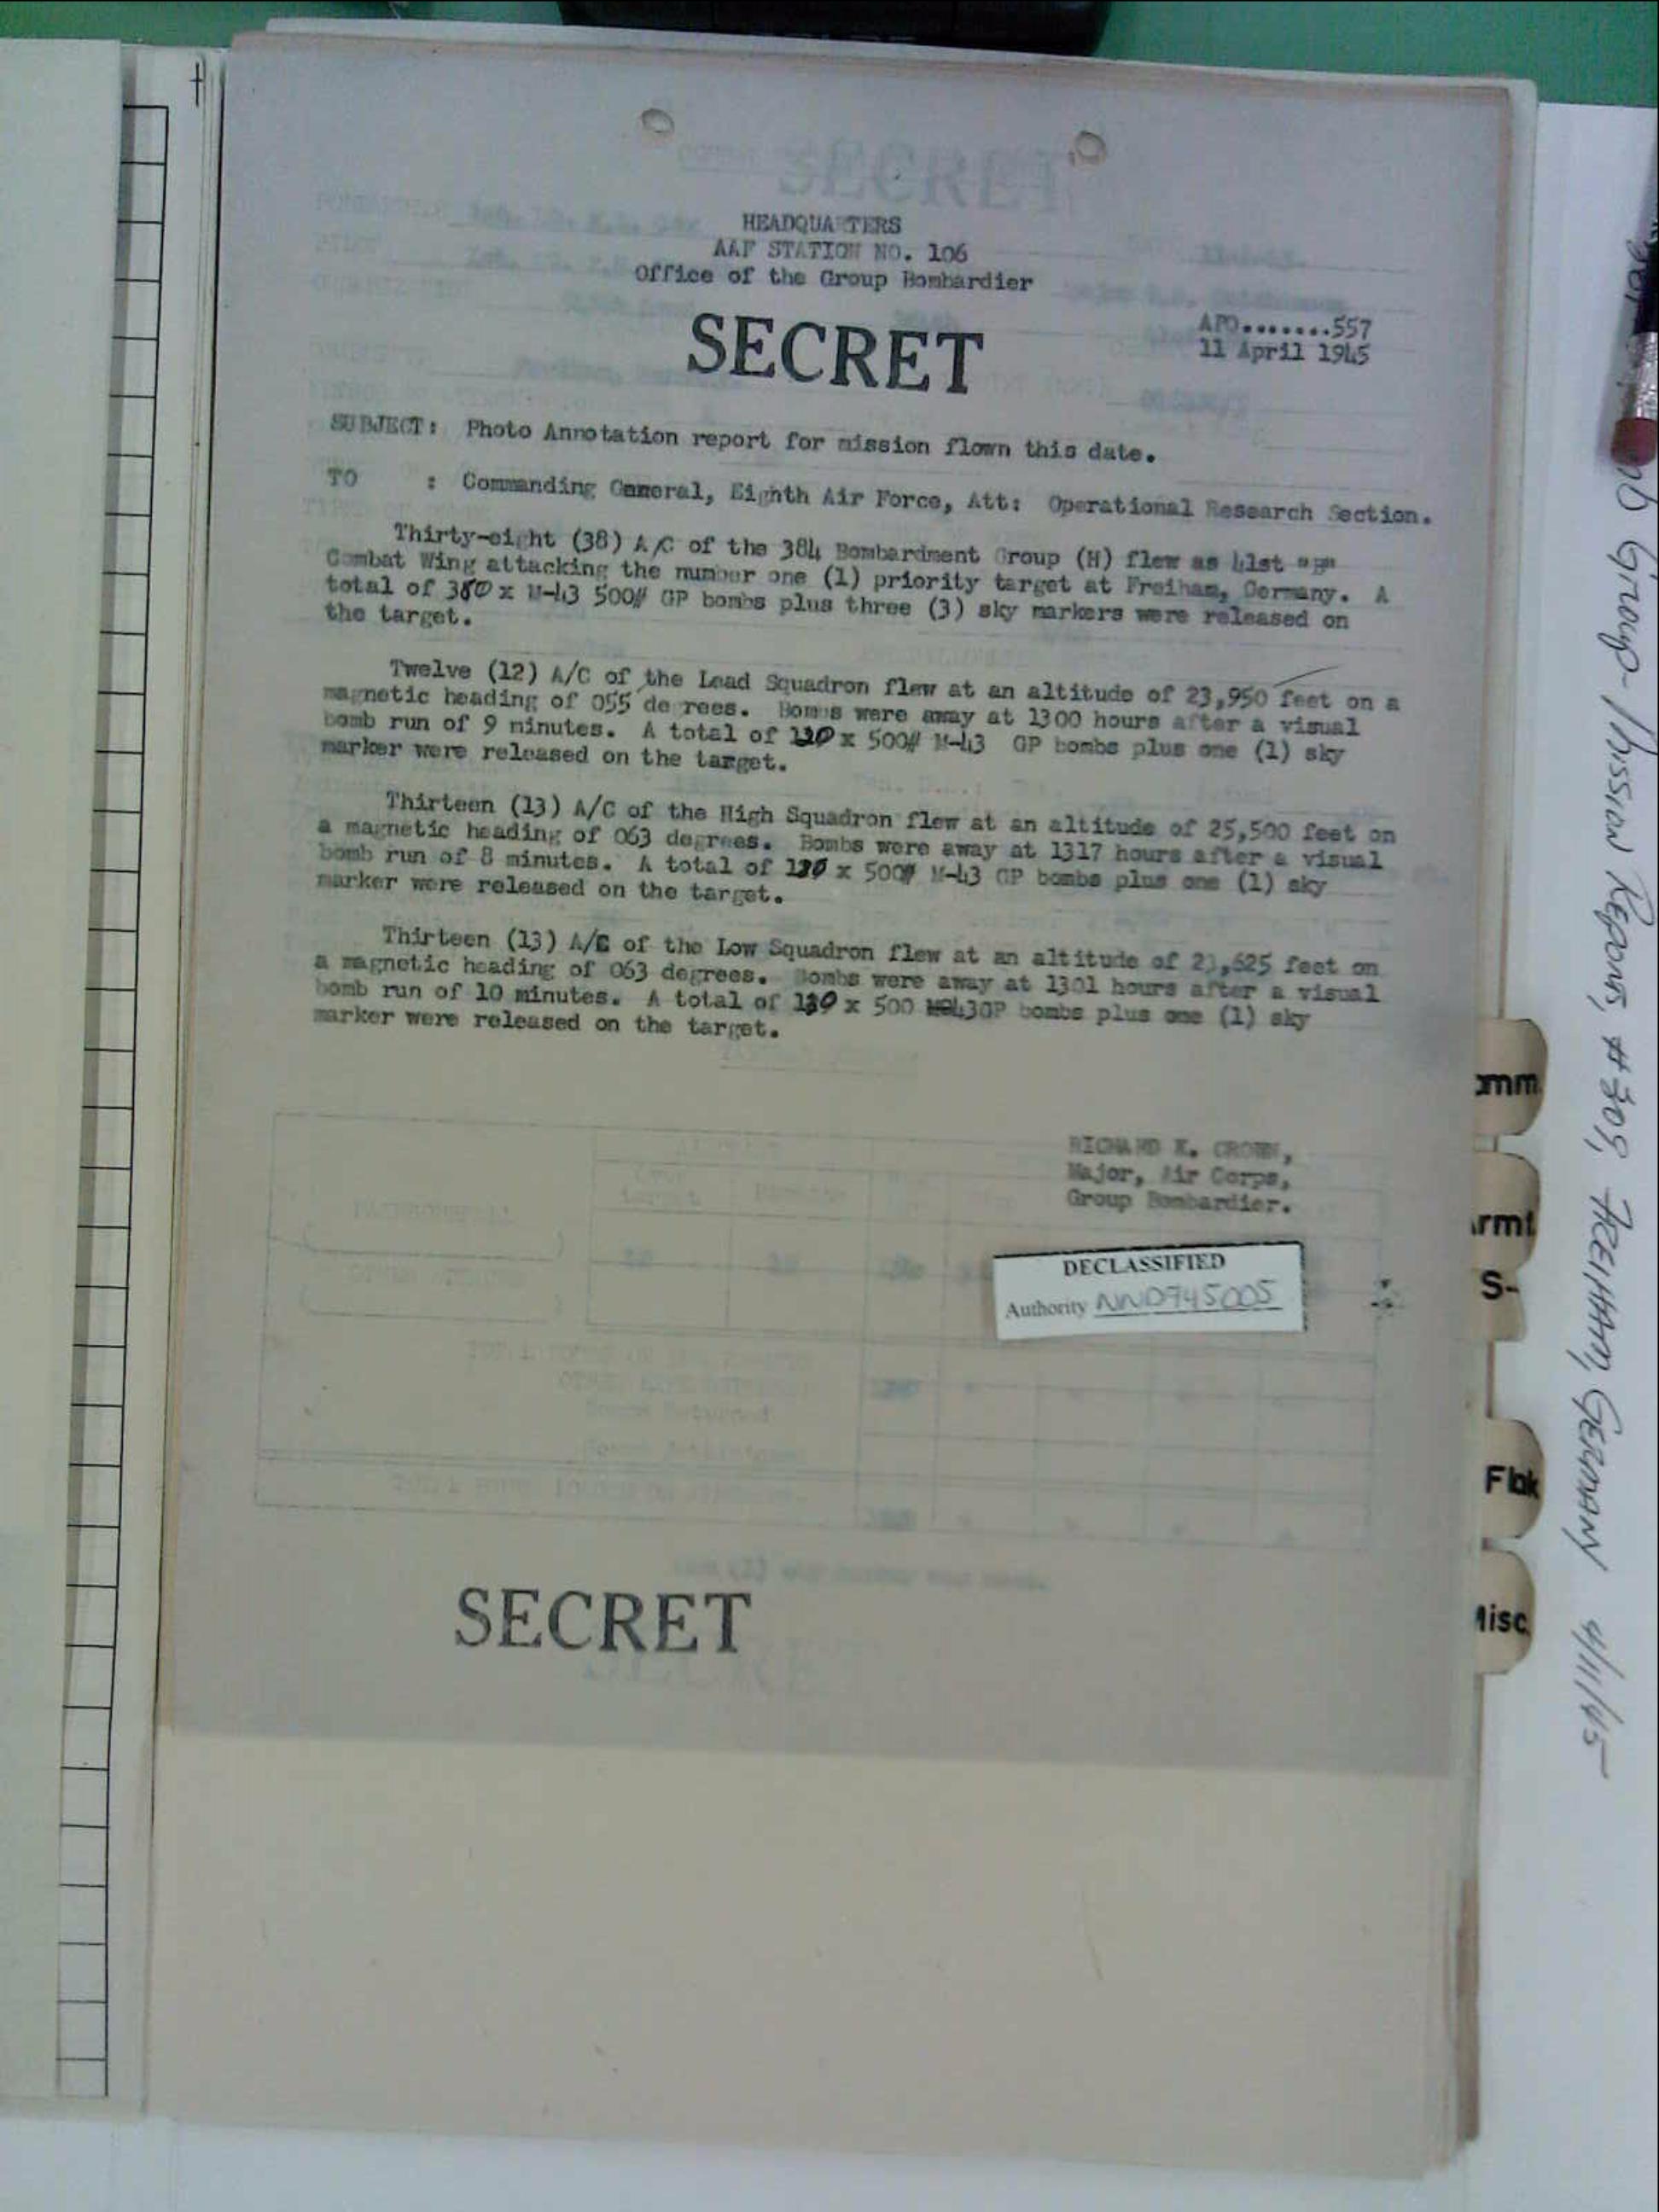 SECRET
HEADQUARTERS
AAF STATION NO. 106
Office of the Group Bombardier
SECRET
APO.......557
11 April 1945
SUBJECT: Photo Annotation report for mission flown this date.
TO : Commanding General, Eighth Air Force, Att: Operational Research Section.
Thirty-eight (38) A/C of the 384 Bombardment Group (H) flew as 41st
Combat Wing attacking the number one (1) priority target at Freiham, Germany. A
total of 380 x M-43 500# GP bombs plus three (3) sky markers were released on
the target.
Twelve (12) A/C of the Lead Squadron flew at an altitude of 23,950 feet on a
magnetic heading of 055 de rees. Bombs were away at 1300 hours after a visual
bomb run of 9 minutes. A total of x 500# M-43 GP bombs plus one (1) sky
marker were released on the target.
Thirteen (13) A/C of the High Squadron flew at an altitude of 25,500 feet on
a magnetic heading of 063 degrees. Bombs were away at 1317 hours after a visual
bomb run of 8 minutes. A total of x 500# M-43 GP bombs plus one (1) sky
marker were released on the target.
Thirteen (13) A/C of the Low Squadron flew at an altitude of feet on
a magnetic heading of 063 degrees. Bombs were away at 1301 hours after a visual
bomb run of 10 minutes. A total of x 500 GP bombs plus one (1) sky
marker were released on the target.
RICHARD K. CROWN,
Major, Air Corps,
Group Bombardier.
DECLASSIFIED
Authority NND745005
SECRET
omm.
rmt
S-
Flak
Misc.
Group-Mission Reports, #309, FREIHAM, GERMANY 4/11/45